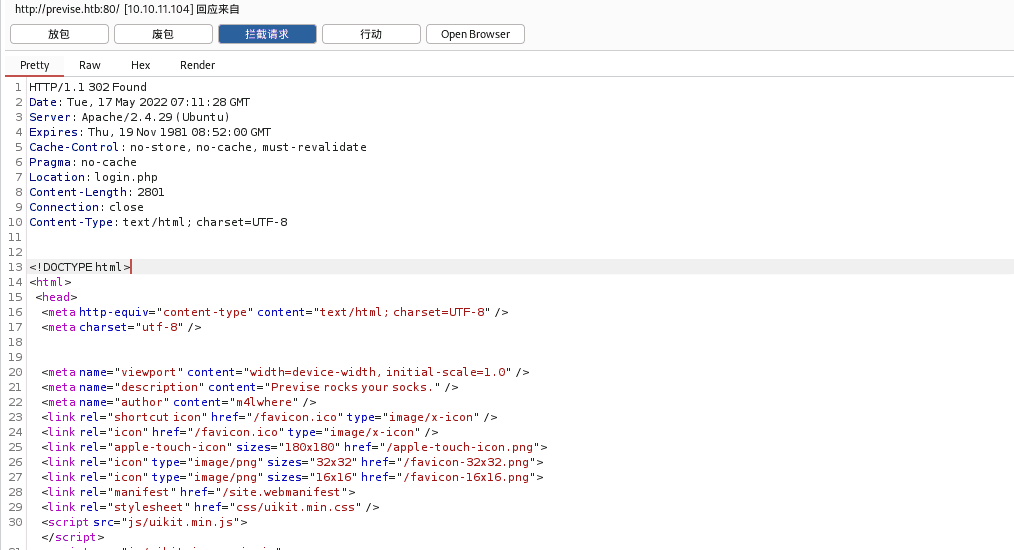 http://previse.htb:80/ [10.10.11.104] 回应来自
放包 废包 拦截请求 行动 Open Browser
Pretty Raw Hex Render
1 HTTP/1.1 302 Found
2 Date: Tue, 17 May 2022 07:11:28 GMT
3 Server: Apache/2.4.29 (Ubuntu)
4 Expires: Thu, 19 Nov 1981 08:52:00 GMT
5 Cache-Control: no-store, no-cache, must-revalidate
6 Pragma: no-cache
7 Location: login.php
8 Content-Length: 2801
9 Connection: close
10 Content-Type: text/html; charset=UTF-8
11
12
13 <!DOCTYPE html>
14 <html>
15 <head>
16 <meta http-equiv="content-type" content="text/html; charset=UTF-8" />
17 <meta charset="utf-8" />
18
19
20 <meta name="viewport" content="width=device-width, initial-scale=1.0" />
21 <meta name="description" content="Previse rocks your socks." />
22 <meta name="author" content="m4lwhere" />
23 <link rel="shortcut icon" href="/favicon.ico" type="image/x-icon" />
24 <link rel="icon" href="/favicon.ico" type="image/x-icon" />
25 <link rel="apple-touch-icon" sizes="180x180" href="/apple-touch-icon.png">
26 <link rel="icon" type="image/png" sizes="32x32" href="/favicon-32x32.png">
27 <link rel="icon" type="image/png" sizes="16x16" href="/favicon-16x16.png">
28 <link rel="manifest" href="/site.webmanifest">
29 <link rel="stylesheet" href="css/uikit.min.css" />
30 <script src="js/uikit.min.js">
</script>